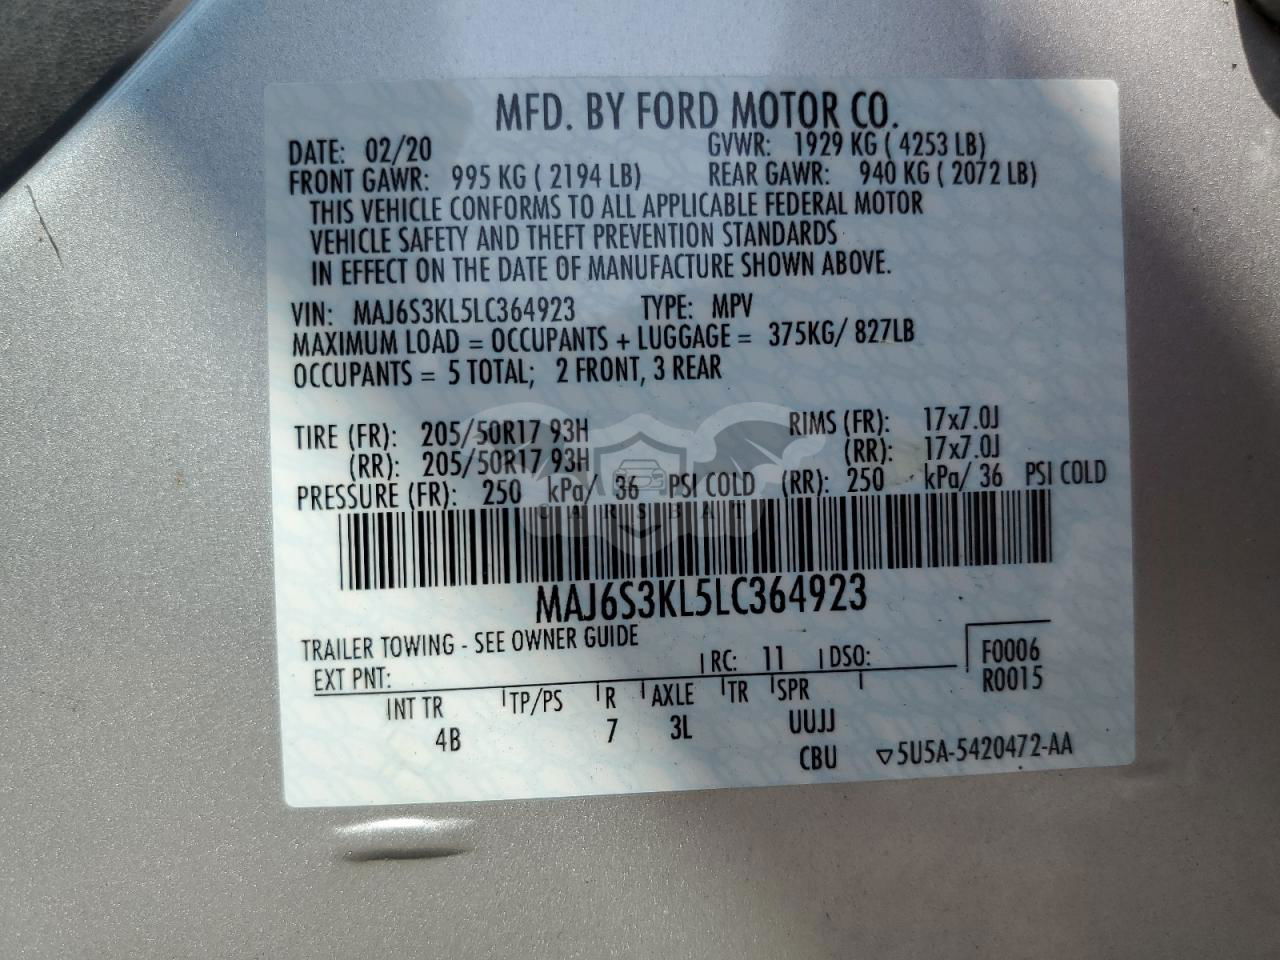 MFD. BY FORD MOTOR CO.
DATE: 02/20 GVWR: 1929 KG ( 4253 LB)
FRONT GAWR: 995 KG ( 2194 LB) REAR GAWR: 940 KG ( 2072 LB)
THIS VEHICLE CONFORMS TO ALL APPLICABLE FEDERAL MOTOR
VEHICLE SAFETY AND THEFT PREVENTION STANDARDS
IN EFFECT ON THE DATE OF MANUFACTURE SHOWN ABOVE.
VIN: MAJ6S3KL5LC364923 TYPE: MPV
MAXIMUM LOAD = OCCUPANTS + LUGGAGE = 375KG/ 827LB
OCCUPANTS = 5 TOTAL; 2 FRONT, 3 REAR
TIRE (FR): 205/50R17 93H RIMS (FR): 17x7.0J
(RR): 205/50R17 93H (RR): 17x7.0J
PRESSURE (FR): 250 kPa/ 36 PSI COLD (RR): 250 kPa/ 36 PSI COLD
CARSBAT
MAJ6S3KL5LC364923
TRAILER TOWING - SEE OWNER GUIDE
EXT PNT: RC: 11 DSO: F0006
R0015
INT TR TP/PS R AXLE TR SPR
4B 7 3L UUJJ
CBU ▽5U5A-5420472-AA